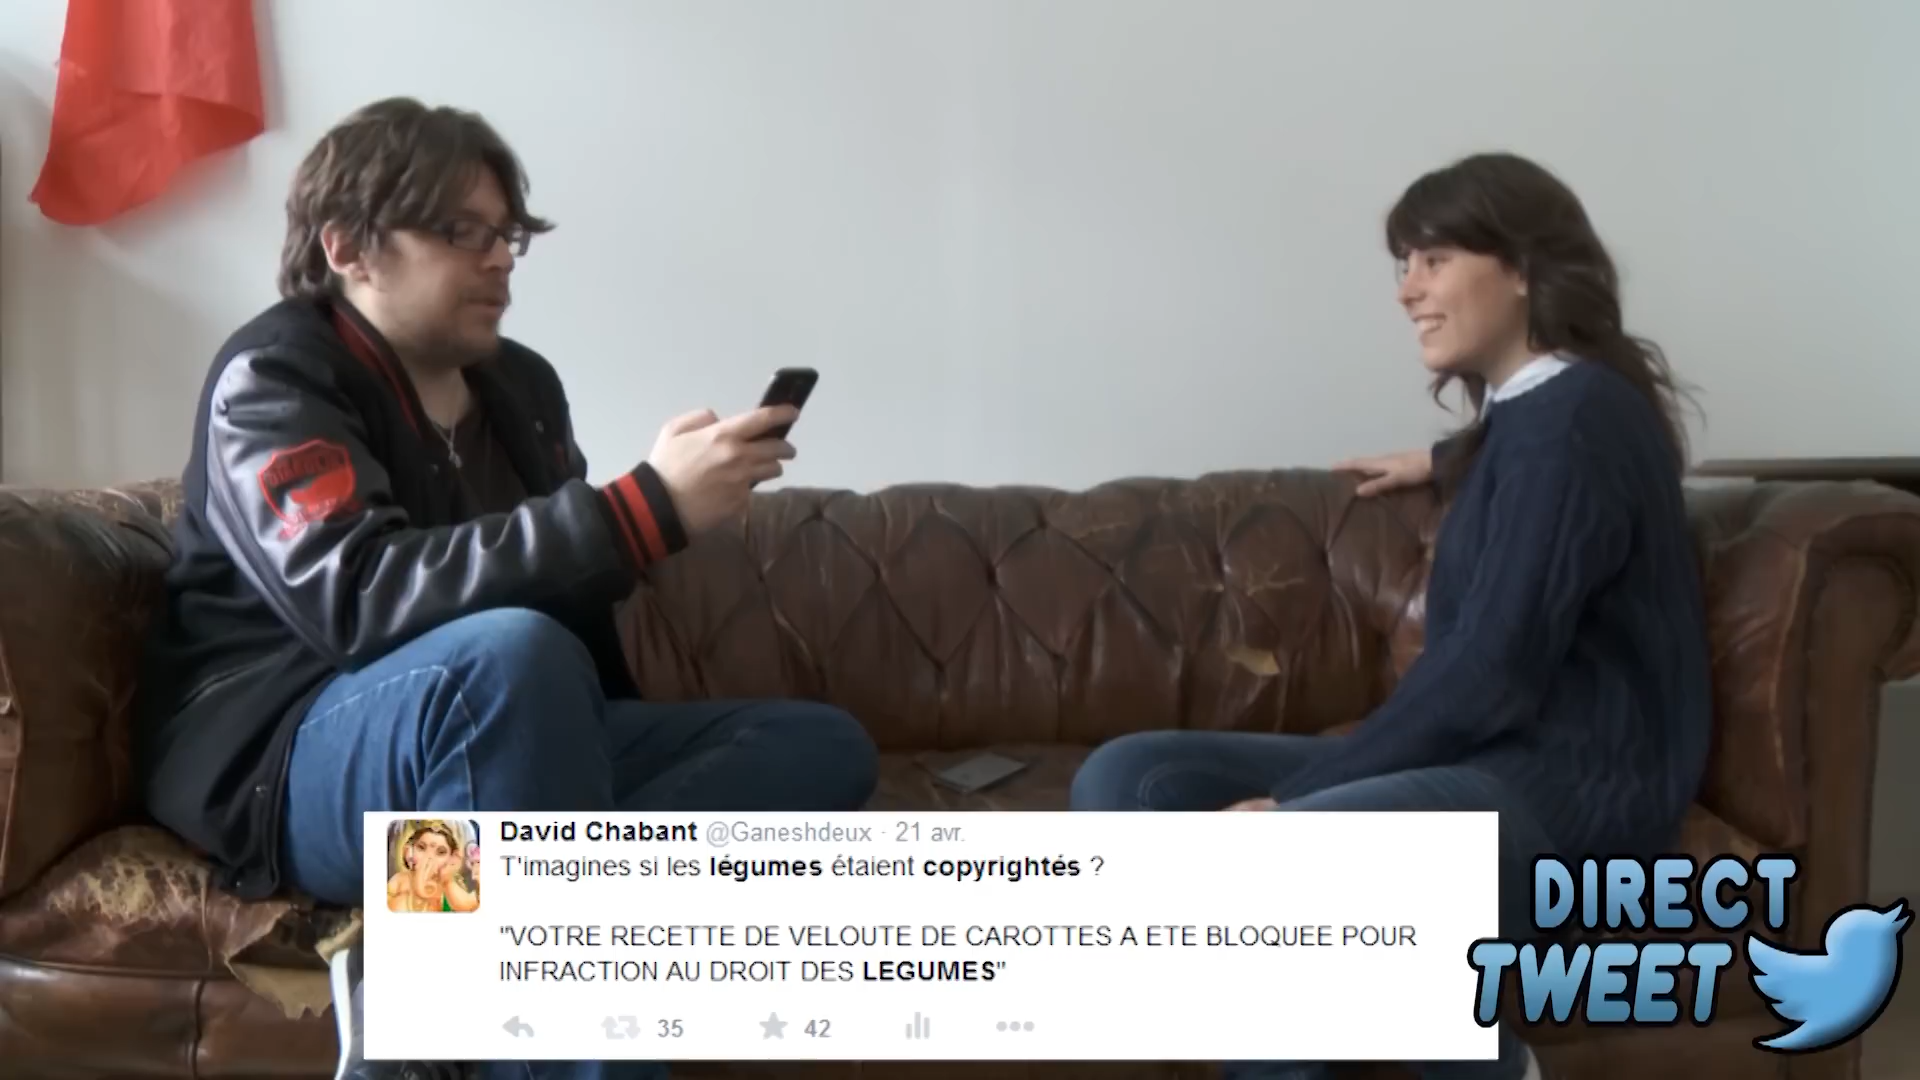 David Chabant @Ganeshdeux · 21 avr.
T'imagines si les légumes étaient copyrightés ?
"VOTRE RECETTE DE VELOUTE DE CAROTTES A ETE BLOQUEE POUR
INFRACTION AU DROIT DES LEGUMES"
35 42
DIRECT
TWEET